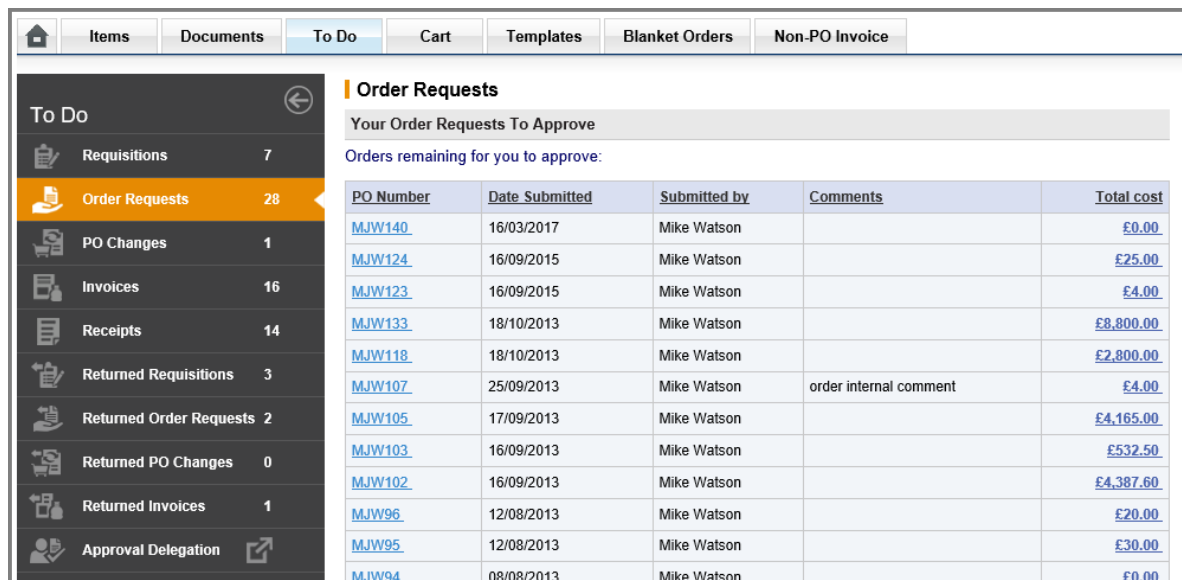 Items Documents To Do Cart Templates Blanket Orders Non-PO Invoice
To Do
Requisitions 7
Order Requests 28
PO Changes 1
Invoices 16
Receipts 14
Returned Requisitions 3
Returned Order Requests 2
Returned PO Changes 0
Returned Invoices 1
Approval Delegation
Order Requests
Your Order Requests To Approve
Orders remaining for you to approve:
PO Number Date Submitted Submitted by Comments Total cost
MJW140 16/03/2017 Mike Watson £0.00
MJW124 16/09/2015 Mike Watson £25.00
MJW123 16/09/2015 Mike Watson £4.00
MJW133 18/10/2013 Mike Watson £8,800.00
MJW118 18/10/2013 Mike Watson £2,800.00
MJW107 25/09/2013 Mike Watson order internal comment £4.00
MJW105 17/09/2013 Mike Watson £4,165.00
MJW103 16/09/2013 Mike Watson £532.50
MJW102 16/09/2013 Mike Watson £4,387.60
MJW96 12/08/2013 Mike Watson £20.00
MJW95 12/08/2013 Mike Watson £30.00
MJW94 08/08/2013 Mike Watson £0.00